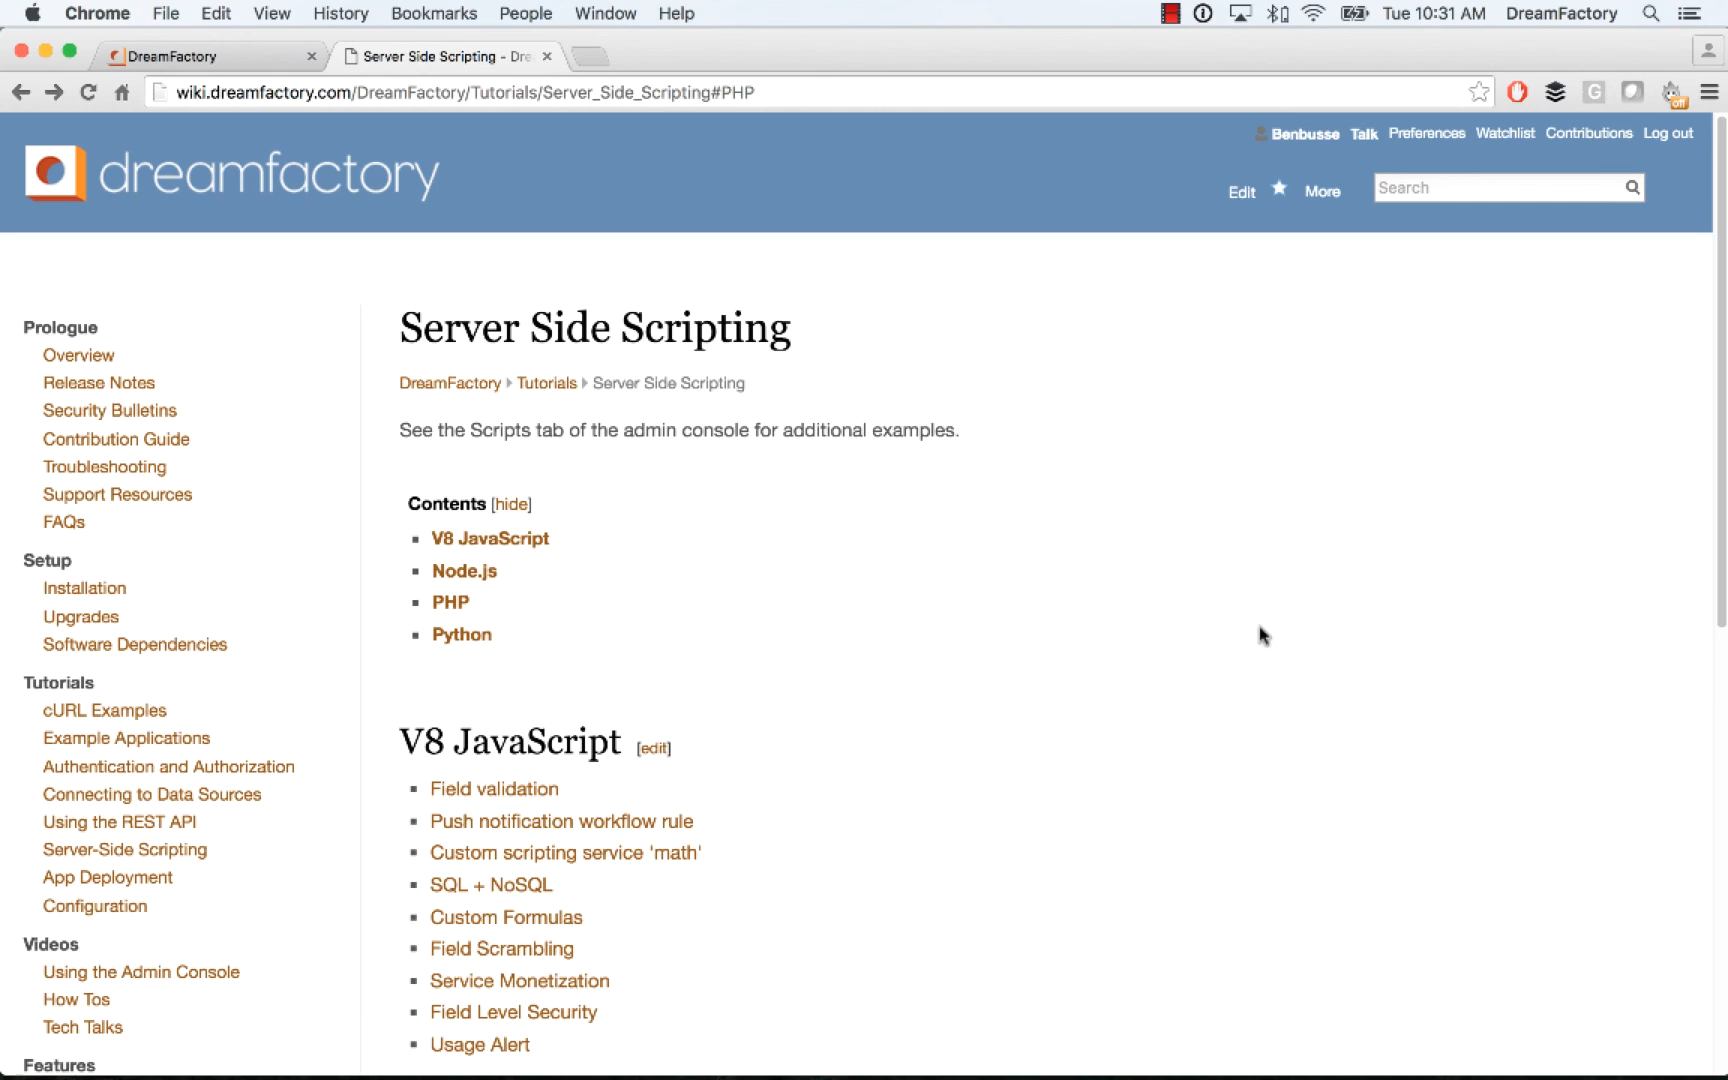 Chrome File Edit View History Bookmarks People Window Help Tue 10:31 AM DreamFactory
DreamFactory
Server Side Scripting - Dre
wiki.dreamfactory.com/DreamFactory/Tutorials/Server_Side_Scripting#PHP
G
off
Benbusse Talk Preferences Watchlist Contributions Log out
dreamfactory
Edit More Search
Prologue
Overview
Release Notes
Security Bulletins
Contribution Guide
Troubleshooting
Support Resources
FAQs
Setup
Installation
Upgrades
Software Dependencies
Tutorials
cURL Examples
Example Applications
Authentication and Authorization
Connecting to Data Sources
Using the REST API
Server-Side Scripting
App Deployment
Configuration
Videos
Using the Admin Console
How Tos
Tech Talks
Features
Server Side Scripting
DreamFactory Tutorials Server Side Scripting
See the Scripts tab of the admin console for additional examples.
Contents [hide]
V8 JavaScript
Node.js
PHP
Python
V8 JavaScript [edit]
Field validation
Push notification workflow rule
Custom scripting service 'math'
SQL + NoSQL
Custom Formulas
Field Scrambling
Service Monetization
Field Level Security
Usage Alert